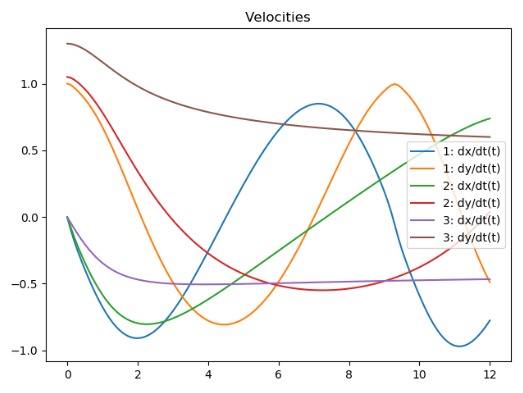 Velocities
1.0
0.5
0.0
−0.5
−1.0
1: dx/dt(t)
1: dy/dt(t)
2: dx/dt(t)
2: dy/dt(t)
3: dx/dt(t)
3: dy/dt(t)
0 2 4 6 8 10 12